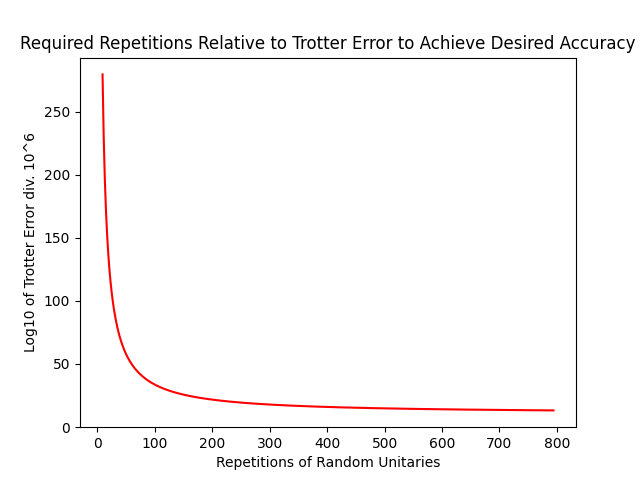 Required Repetitions Relative to Trotter Error to Achieve Desired Accuracy
Log10 of Trotter Error div. 10^6
250
200
150
100
50
0
0 100 200 300 400 500 600 700 800
Repetitions of Random Unitaries